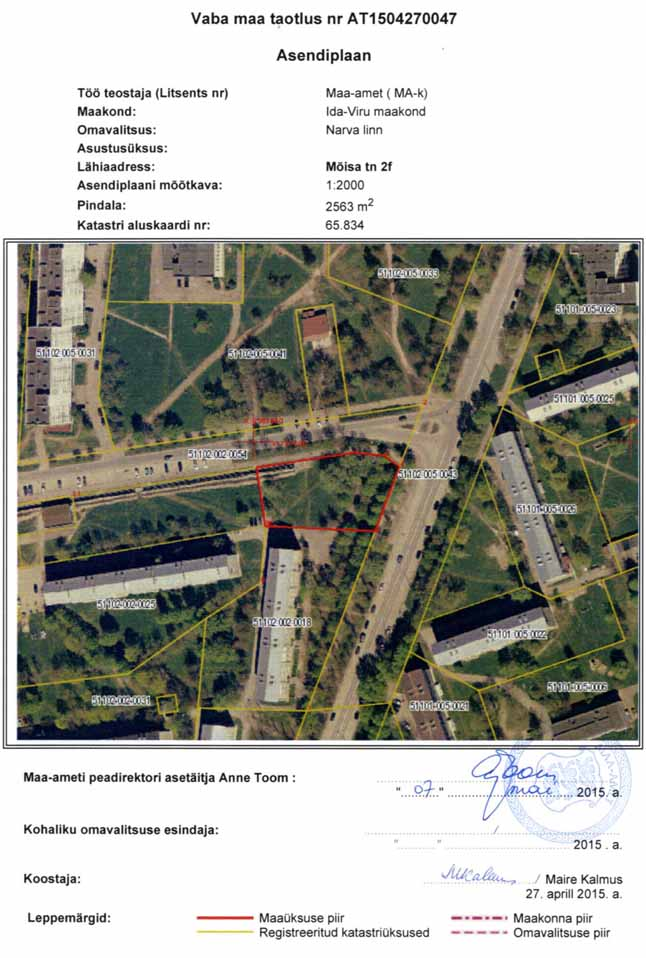 Vaba maa taotlus nr AT1504270047
Asendiplaan
Töö teostaja (Litsents nr) Maa-amet ( MA-k)
Maakond: Ida-Viru maakond
Omavalitsus: Narva linn
Asustusüksus:
Lähiaadress: Mõisa tn 2f
Asendiplaani mõõtkava: 1:2000
Pindala: 2563 m2
Katastri aluskaardi nr: 65.834
51102:005:0033
51101:005:0023
51102:005:0031
51102:005:0041
51101:005:0025
51102:002:0054
51102:005:0043
51101:005:0026
51102:002:0025
51102:002:0018
51101:005:0022
51102:002:0031
51101:005:0021
51101:005:0006
Maa-ameti peadirektori asetäitja Anne Toom :
" 07 " mai 2015. a.
Kohaliku omavalitsuse esindaja: /
" " 2015 . a.
Koostaja: MKalmus / Maire Kalmus
27. aprill 2015. a.
Leppemärgid: Maaüksuse piir Maakonna piir
Registreeritud katastriüksused Omavalitsuse piir